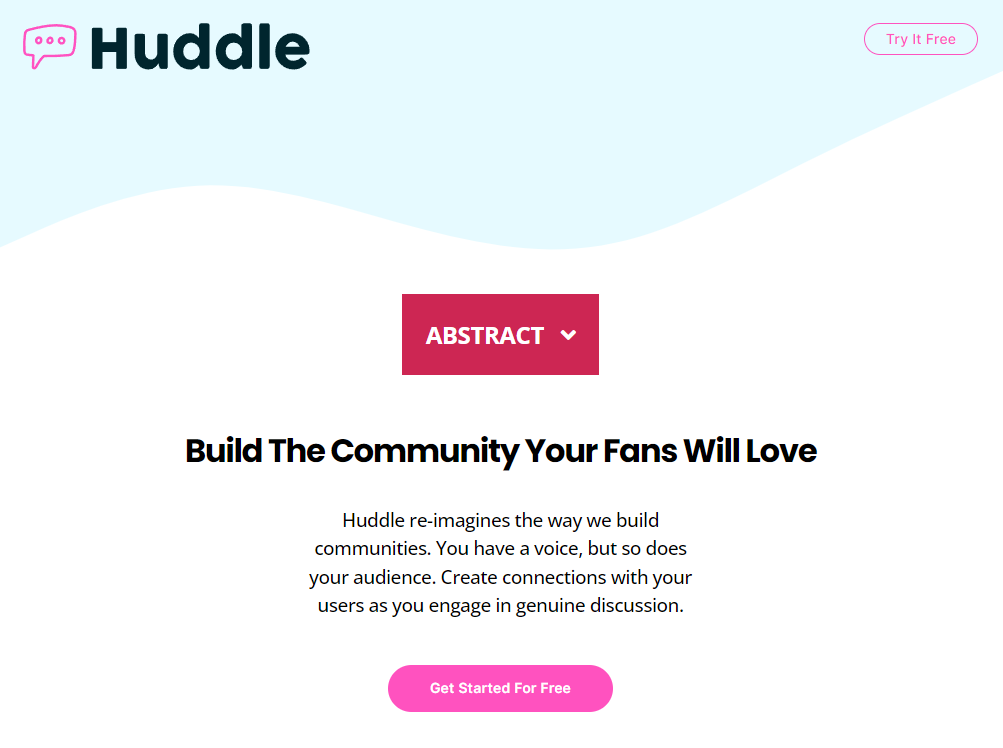 Huddle
Try It Free
ABSTRACT
Build The Community Your Fans Will Love
Huddle re-imagines the way we build
communities. You have a voice, but so does
your audience. Create connections with your
users as you engage in genuine discussion.
Get Started For Free